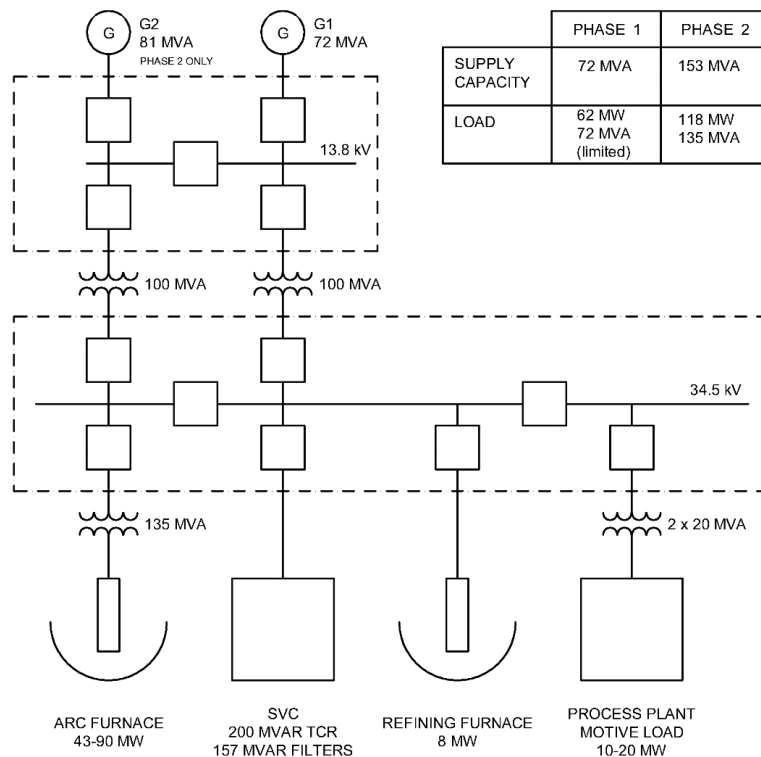 G
G2
81 MVA
PHASE 2 ONLY
G
G1
72 MVA
PHASE 1
PHASE 2
SUPPLY
CAPACITY
72 MVA
153 MVA
LOAD
62 MW
72 MVA
(limited)
118 MW
135 MVA
13.8 kV
100 MVA
100 MVA
34.5 kV
135 MVA
2 x 20 MVA
ARC FURNACE
43-90 MW
SVC
200 MVAR TCR
157 MVAR FILTERS
REFINING FURNACE
8 MW
PROCESS PLANT
MOTIVE LOAD
10-20 MW